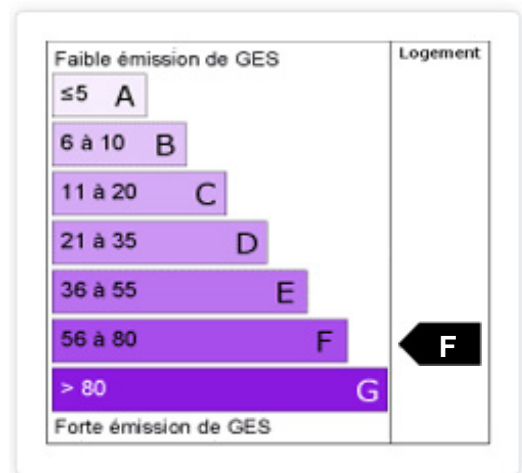 Faible émission de GES Logement
≤5 A
6 à 10 B
11 à 20 C
21 à 35 D
36 à 55 E
56 à 80 F F
> 80 G
Forte émission de GES